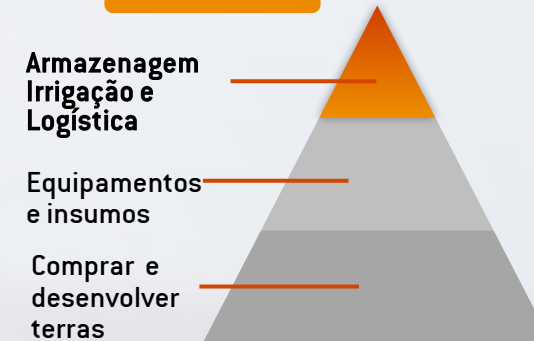 Armazenagem
Irrigação e
Logística
Equipamentos
e insumos
Comprar e
desenvolver
terras